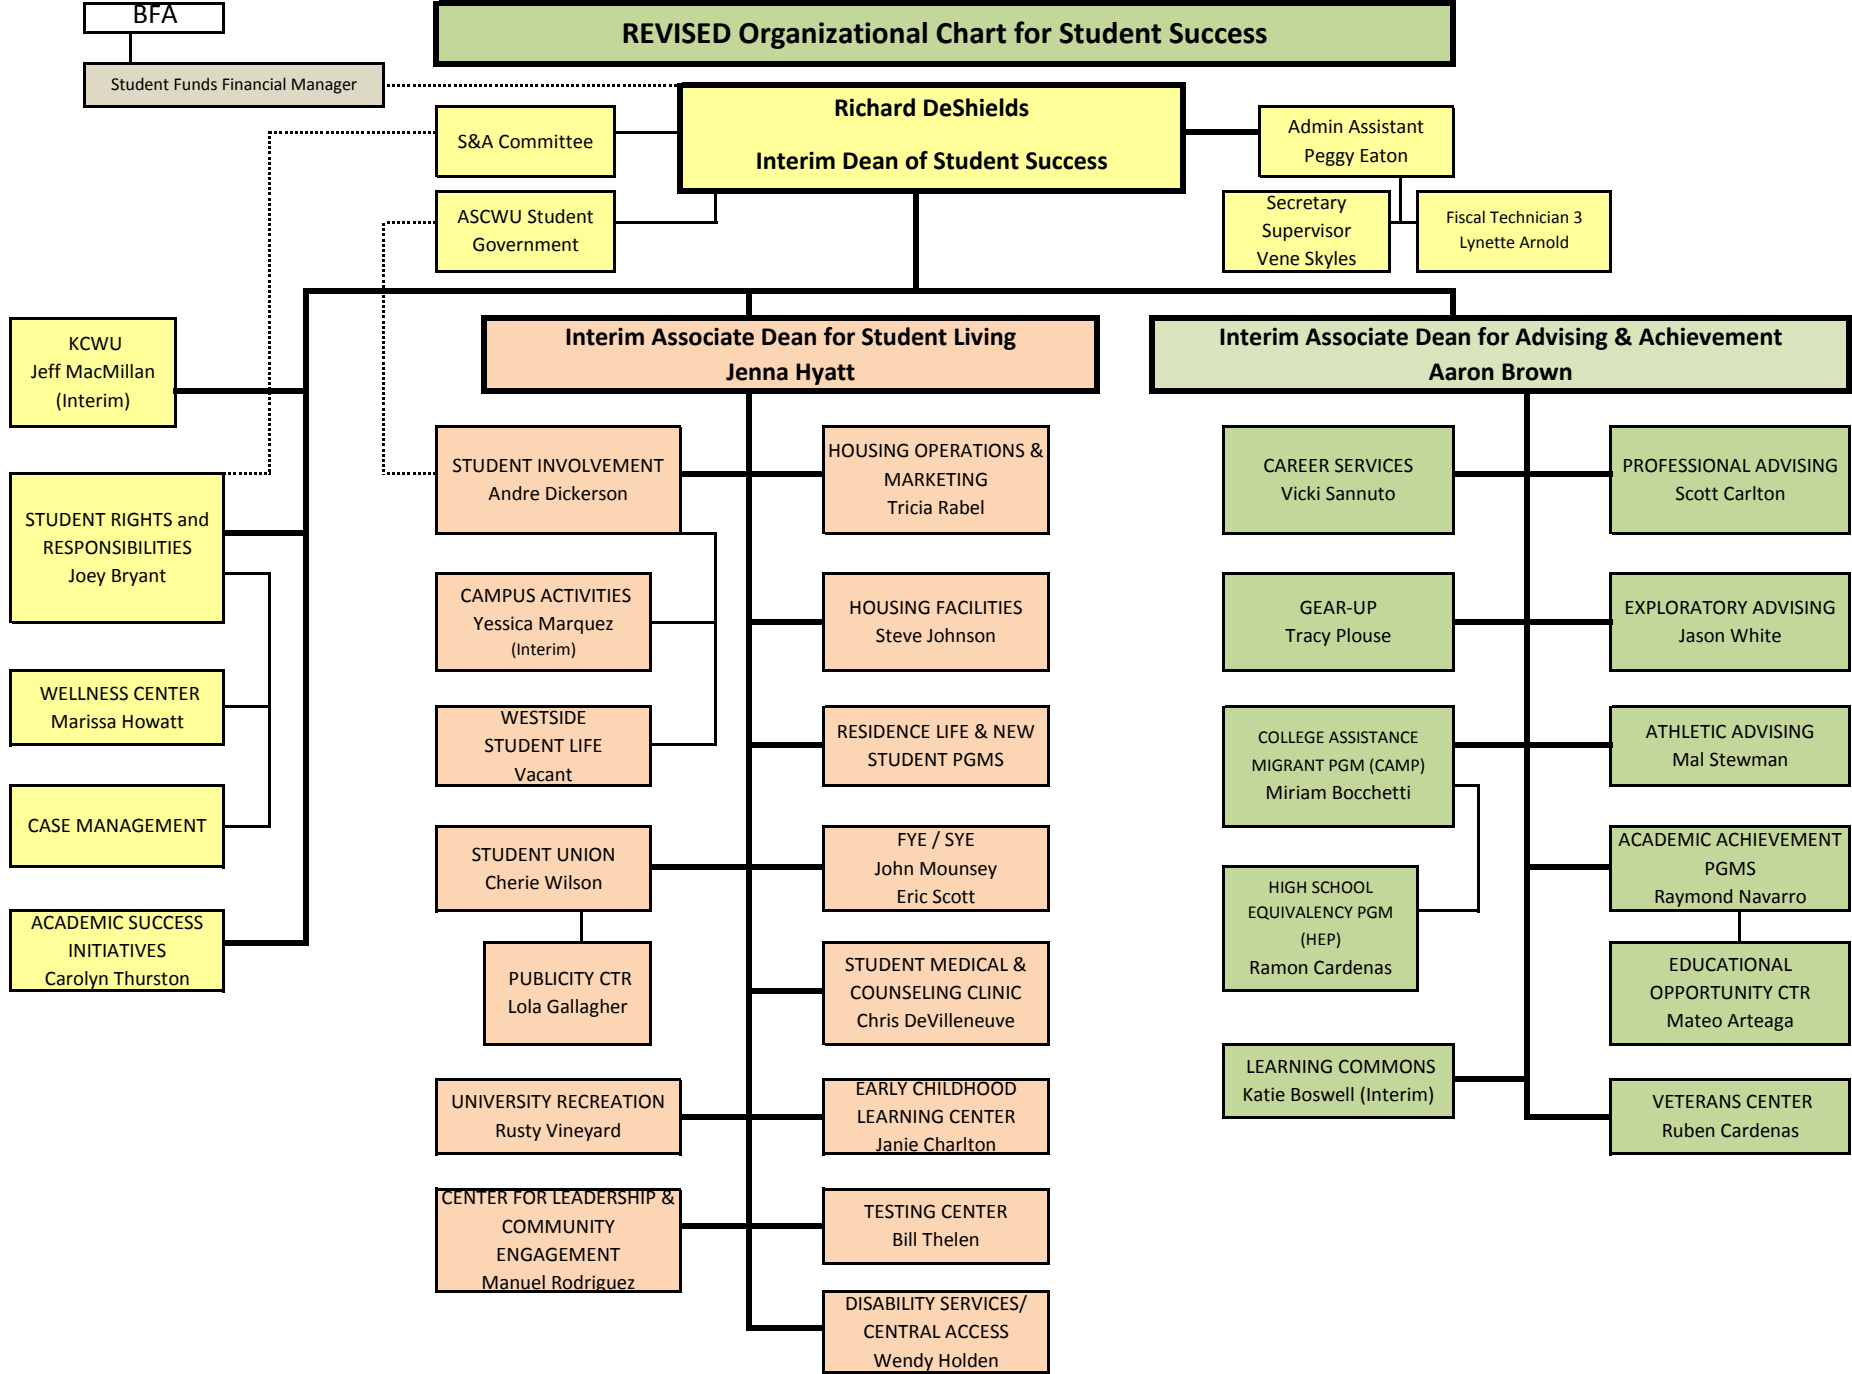 BFA
REVISED Organizational Chart for Student Success
Student Funds Financial Manager
Richard DeShields
Interim Dean of Student Success
S&A Committee
Admin Assistant
Peggy Eaton
ASCWU Student
Government
Secretary
Supervisor
Vene Skyles
Fiscal Technician 3
Lynette Arnold
KCWU
Jeff MacMillan
(Interim)
STUDENT RIGHTS and
RESPONSIBILITIES
Joey Bryant
WELLNESS CENTER
Marissa Howatt
CASE MANAGEMENT
ACADEMIC SUCCESS
INITIATIVES
Carolyn Thurston
Interim Associate Dean for Student Living
Jenna Hyatt
STUDENT INVOLVEMENT
Andre Dickerson
CAMPUS ACTIVITIES
Yessica Marquez
(Interim)
WESTSIDE
STUDENT LIFE
Vacant
STUDENT UNION
Cherie Wilson
PUBLICITY CTR
Lola Gallagher
UNIVERSITY RECREATION
Rusty Vineyard
CENTER FOR LEADERSHIP &
COMMUNITY
ENGAGEMENT
Manuel Rodriguez
HOUSING OPERATIONS &
MARKETING
Tricia Rabel
HOUSING FACILITIES
Steve Johnson
RESIDENCE LIFE & NEW
STUDENT PGMS
FYE / SYE
John Mounsey
Eric Scott
STUDENT MEDICAL &
COUNSELING CLINIC
Chris DeVilleneuve
EARLY CHILDHOOD
LEARNING CENTER
Janie Charlton
TESTING CENTER
Bill Thelen
DISABILITY SERVICES/
CENTRAL ACCESS
Wendy Holden
Interim Associate Dean for Advising & Achievement
Aaron Brown
CAREER SERVICES
Vicki Sannuto
GEAR-UP
Tracy Plouse
COLLEGE ASSISTANCE
MIGRANT PGM (CAMP)
Miriam Bocchetti
HIGH SCHOOL
EQUIVALENCY PGM
(HEP)
Ramon Cardenas
LEARNING COMMONS
Katie Boswell (Interim)
PROFESSIONAL ADVISING
Scott Carlton
EXPLORATORY ADVISING
Jason White
ATHLETIC ADVISING
Mal Stewman
ACADEMIC ACHIEVEMENT
PGMS
Raymond Navarro
EDUCATIONAL
OPPORTUNITY CTR
Mateo Arteaga
VETERANS CENTER
Ruben Cardenas